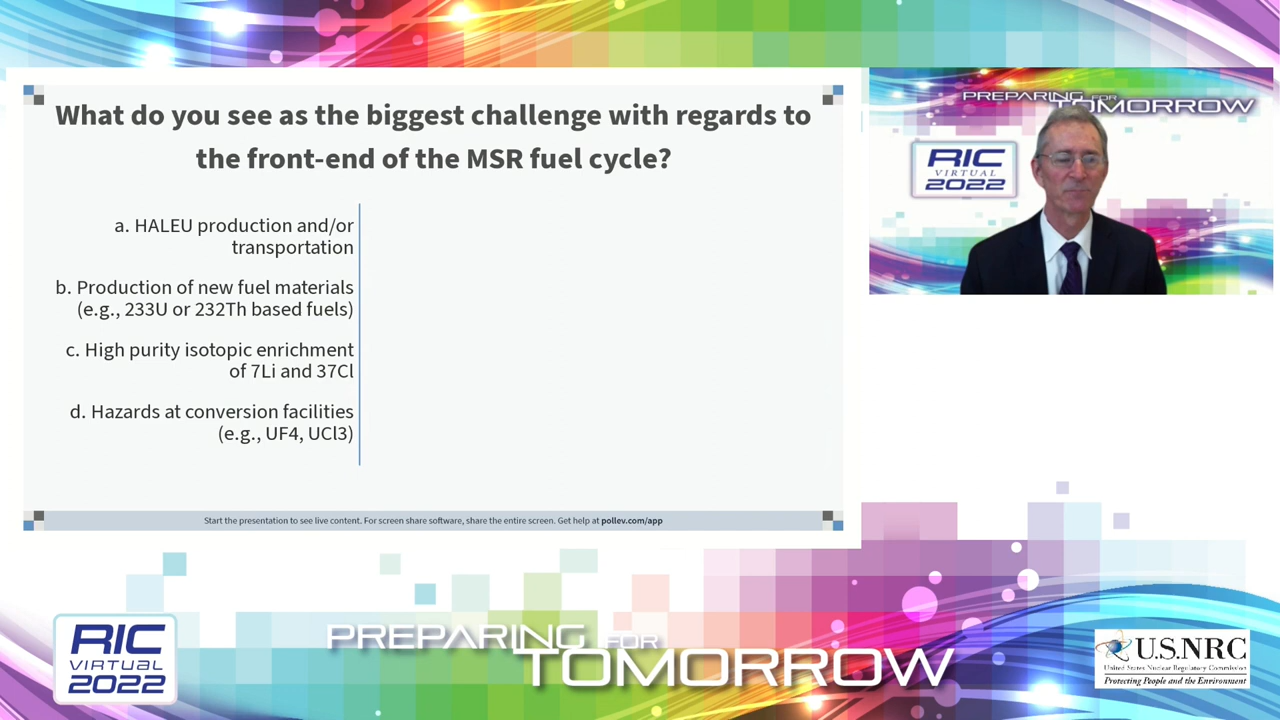 What do you see as the biggest challenge with regards to
the front-end of the MSR fuel cycle?
a. HALEU production and/or
transportation
b. Production of new fuel materials
(e.g., 233U or 232Th based fuels)
c. High purity isotopic enrichment
of 7Li and 37Cl
d. Hazards at conversion facilities
(e.g., UF4, UCl3)
Start the presentation to see live content. For screen share software, share the entire screen. Get help at pollev.com/app
PREPARING FOR
TOMORROW
RIC
VIRTUAL
2022
RIC
VIRTUAL
2022
PREPARING FOR
TOMORROW
U.S.NRC
United States Nuclear Regulatory Commission
Protecting People and the Environment